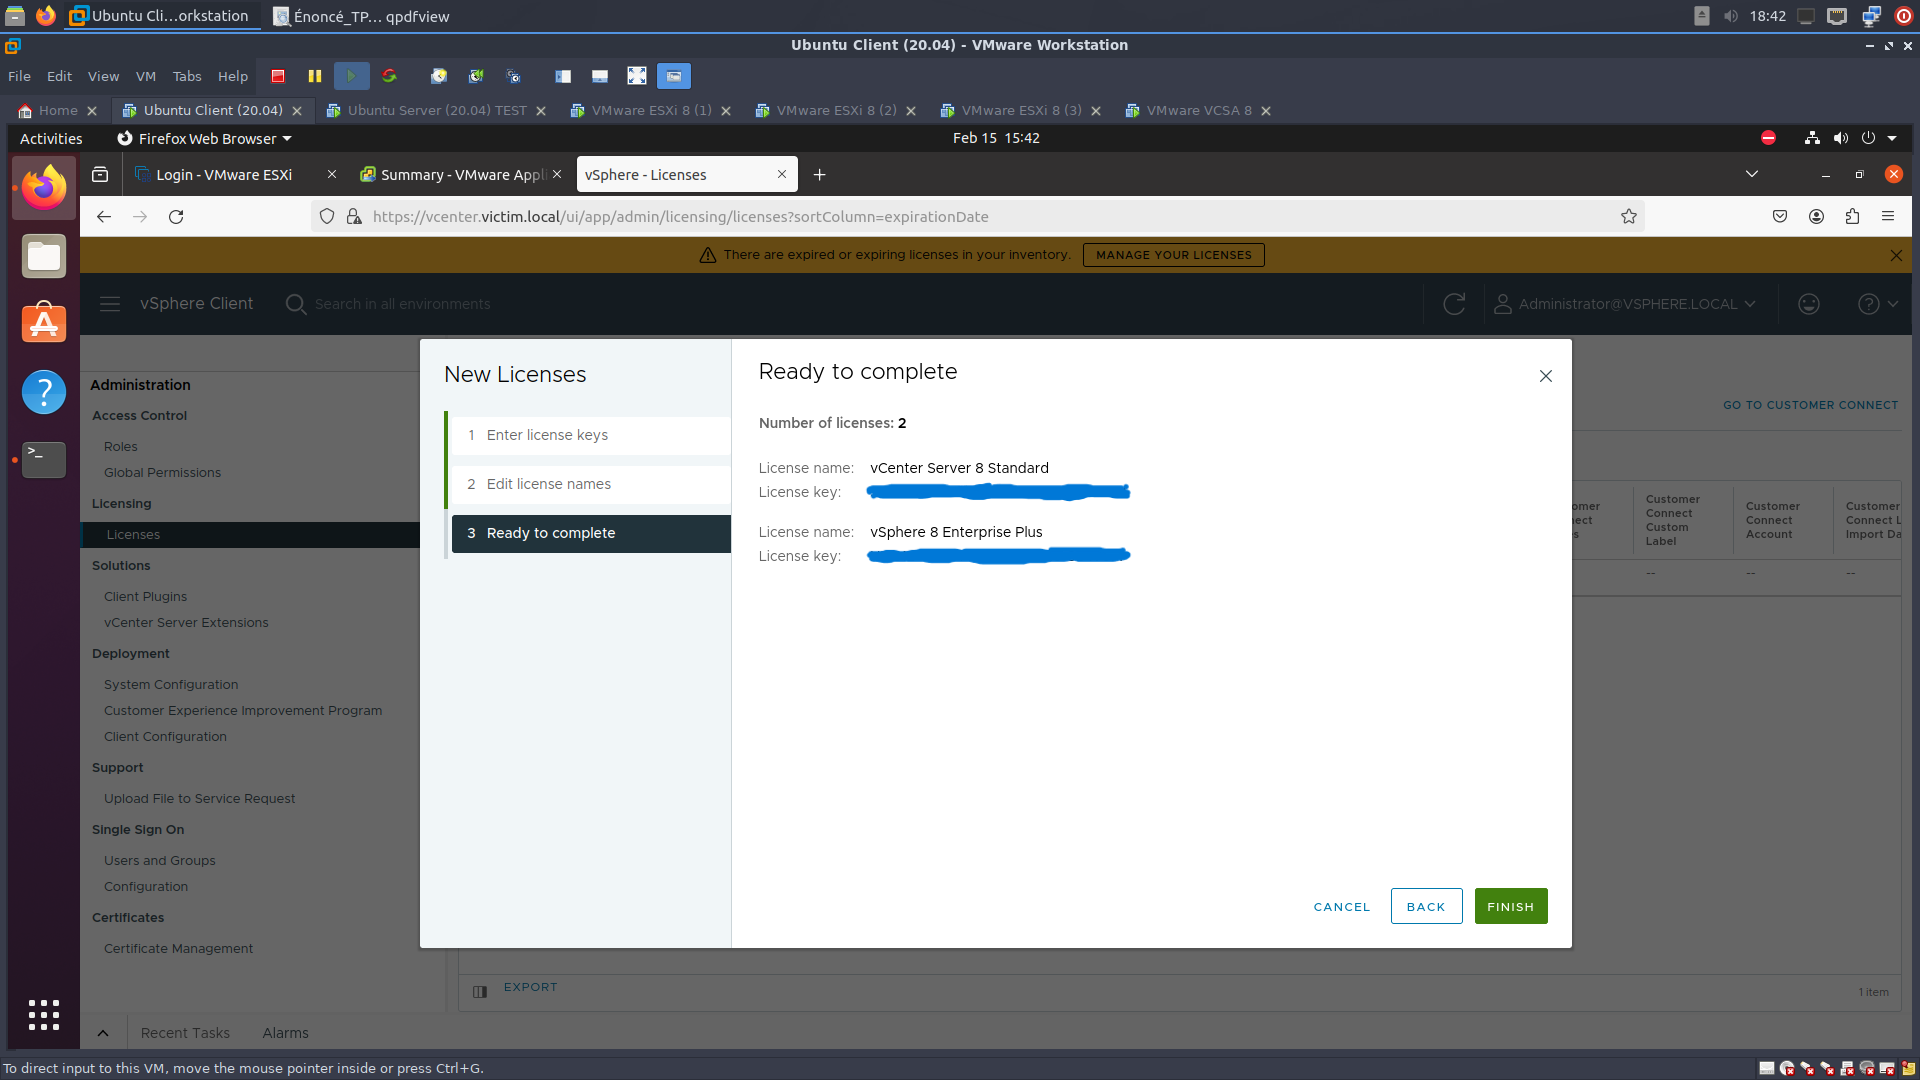 Ubuntu Cli...orkstation
Énoncé_TP... qpdfview
18:42
Ubuntu Client (20.04) - VMware Workstation
File Edit View VM Tabs Help
Home
Ubuntu Client (20.04)
Ubuntu Server (20.04) TEST
VMware ESXi 8 (1)
VMware ESXi 8 (2)
VMware ESXi 8 (3)
VMware VCSA 8
Activities
Firefox Web Browser
Feb 15 15:42
Login - VMware ESXi
Summary - VMware Appl
vSphere - Licenses
https://vcenter.victim.local/ui/app/admin/licensing/licenses?sortColumn=expirationDate
There are expired or expiring licenses in your inventory.
MANAGE YOUR LICENSES
vSphere Client
Search in all environments
Administrator@VSPHERE.LOCAL
Administration
Access Control
Roles
Global Permissions
Licensing
Licenses
Solutions
Client Plugins
vCenter Server Extensions
Deployment
System Configuration
Customer Experience Improvement Program
Client Configuration
Support
Upload File to Service Request
Single Sign On
Users and Groups
Configuration
Certificates
Certificate Management
New Licenses
1 Enter license keys
2 Edit license names
3 Ready to complete
Ready to complete
Number of licenses: 2
License name: vCenter Server 8 Standard
License key:
License name: vSphere 8 Enterprise Plus
License key:
CANCEL
BACK
FINISH
GO TO CUSTOMER CONNECT
Customer
Connect
Custom
Label
Customer
Connect
Account
Customer
Connect L
Import Da
--
--
--
EXPORT
1 item
Recent Tasks
Alarms
To direct input to this VM, move the mouse pointer inside or press Ctrl+G.